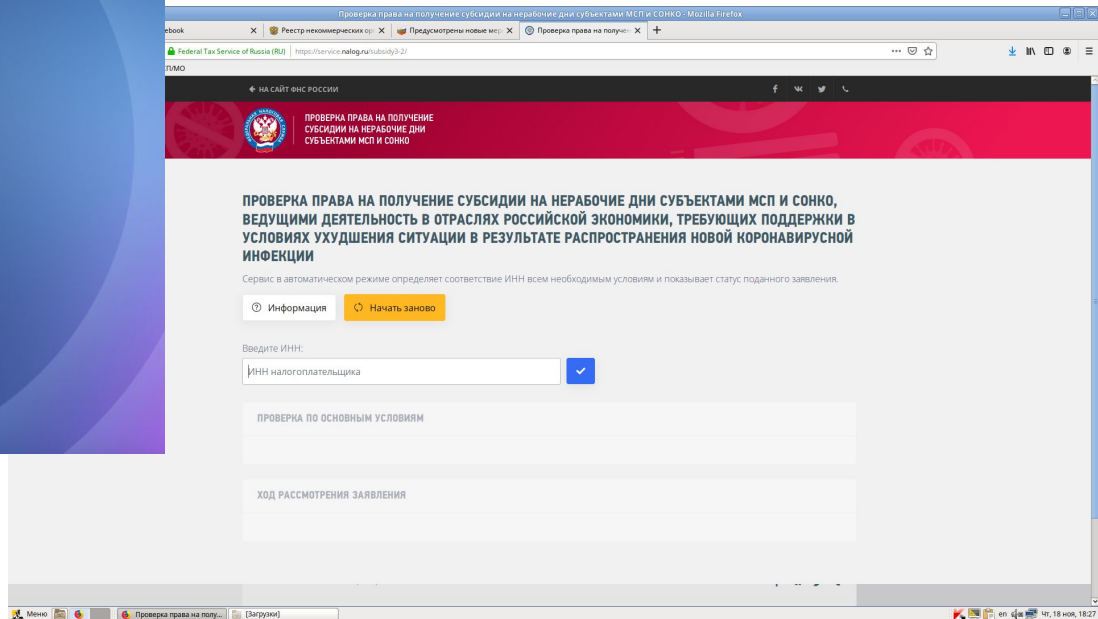 Проверка права на получение субсидии на нерабочие дни субъектами МСП и СОНКО - Mozilla Firefox
ebook
Реестр некоммерческих ор
Предусмотрены новые мер
Проверка права на получен
Federal Tax Service of Russia (RU) https://service.nalog.ru/subsidy3-2/
П/МО
НА САЙТ ФНС РОССИИ
ПРОВЕРКА ПРАВА НА ПОЛУЧЕНИЕ
СУБСИДИИ НА НЕРАБОЧИЕ ДНИ
СУБЪЕКТАМИ МСП И СОНКО
ПРОВЕРКА ПРАВА НА ПОЛУЧЕНИЕ СУБСИДИИ НА НЕРАБОЧИЕ ДНИ СУБЪЕКТАМИ МСП И СОНКО,
ВЕДУЩИМИ ДЕЯТЕЛЬНОСТЬ В ОТРАСЛЯХ РОССИЙСКОЙ ЭКОНОМИКИ, ТРЕБУЮЩИХ ПОДДЕРЖКИ В
УСЛОВИЯХ УХУДШЕНИЯ СИТУАЦИИ В РЕЗУЛЬТАТЕ РАСПРОСТРАНЕНИЯ НОВОЙ КОРОНАВИРУСНОЙ
ИНФЕКЦИИ
Сервис в автоматическом режиме определяет соответствие ИНН всем необходимым условиям и показывает статус поданного заявления.
Информация
Начать заново
Введите ИНН:
ИНН налогоплательщика
ПРОВЕРКА ПО ОСНОВНЫМ УСЛОВИЯМ
ХОД РАССМОТРЕНИЯ ЗАЯВЛЕНИЯ
Меню
Проверка права на полу...
[Загрузки]
en
Чт, 18 ноя, 18:27